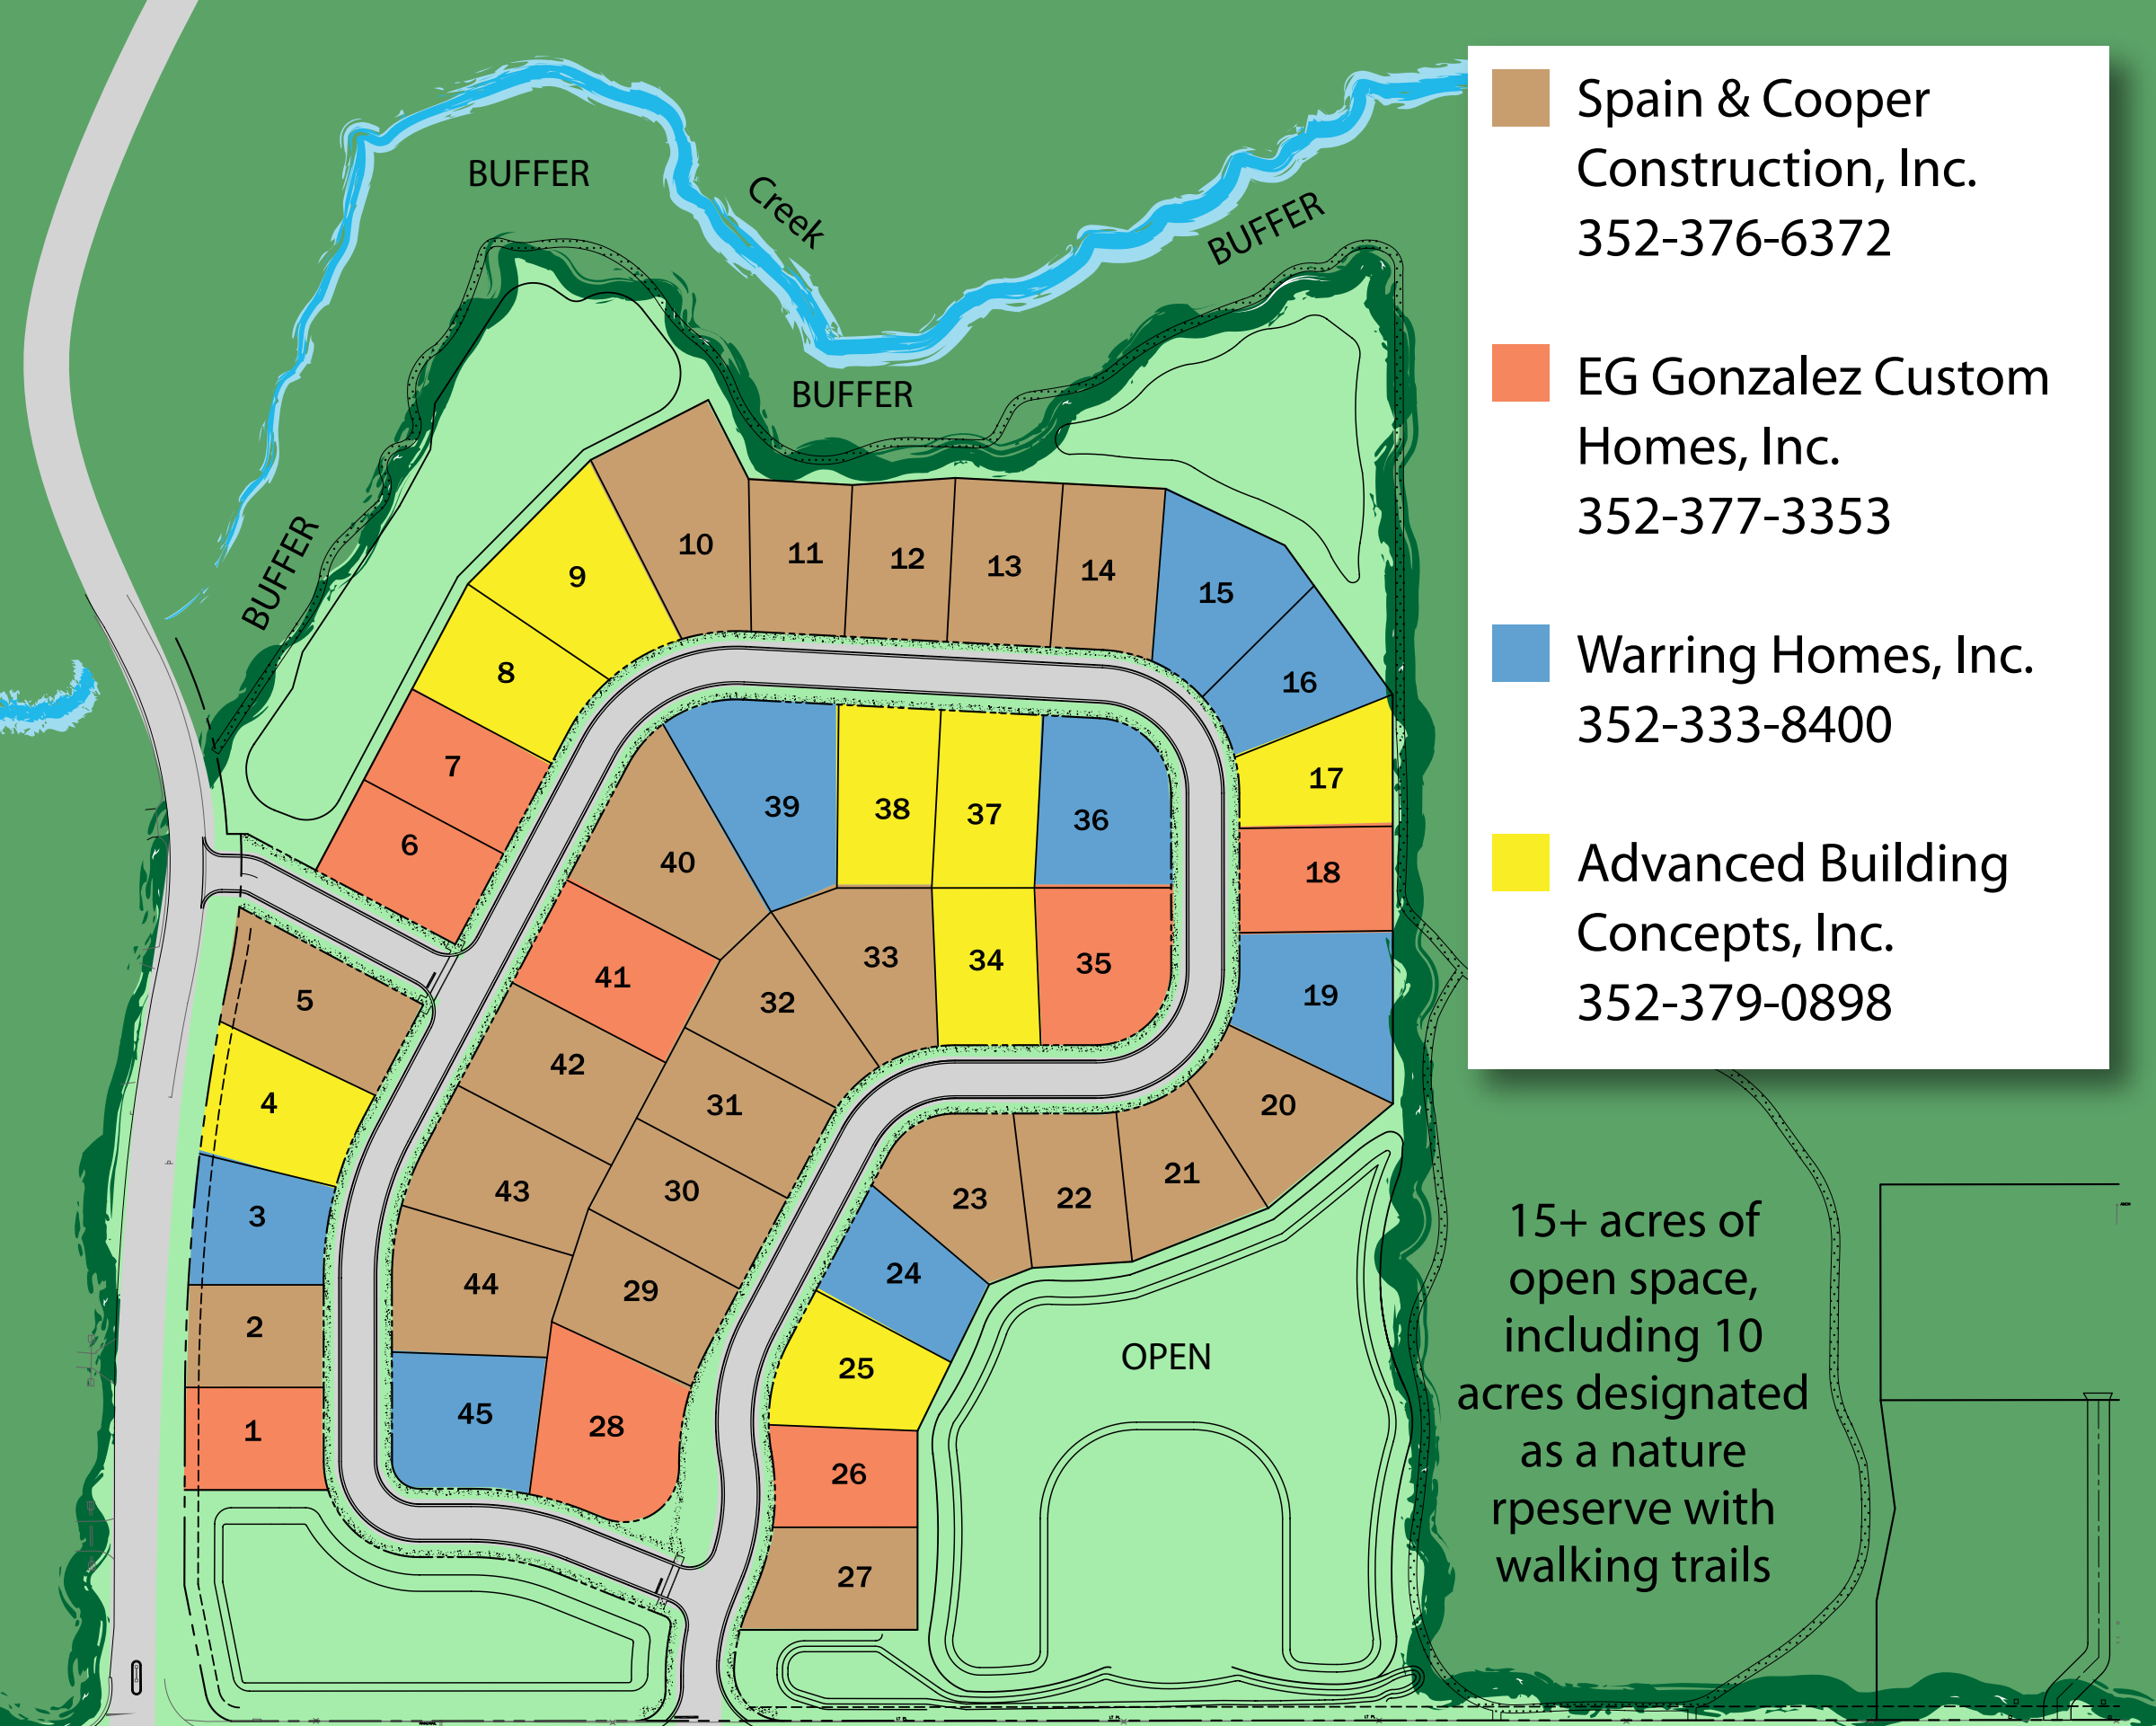 Spain & Cooper
Construction, Inc.
352-376-6372
EG Gonzalez Custom
Homes, Inc.
352-377-3353
Warring Homes, Inc.
352-333-8400
Advanced Building
Concepts, Inc.
352-379-0898
BUFFER
Creek
BUFFER
BUFFER
BUFFER
10
11
12
13
14
9
15
8
16
7
39
38
37
36
17
6
40
18
5
41
32
33
34
35
19
4
42
31
20
3
43
30
23
22
21
2
44
29
24
1
45
28
25
OPEN
26
27
15+ acres of
open space,
including 10
acres designated
as a nature
rpeserve with
walking trails